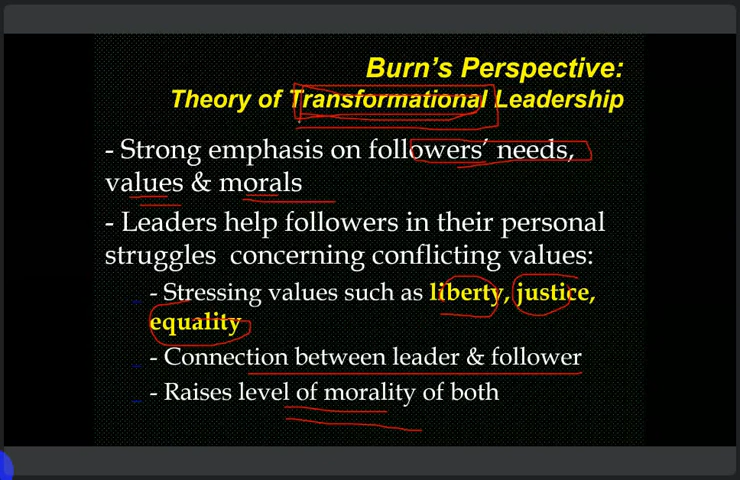 Burn's Perspective:
Theory of Transformational Leadership
- Strong emphasis on followers' needs,
values & morals
- Leaders help followers in their personal
struggles concerning conflicting values:
- Stressing values such as liberty, justice,
equality
- Connection between leader & follower
- Raises level of morality of both